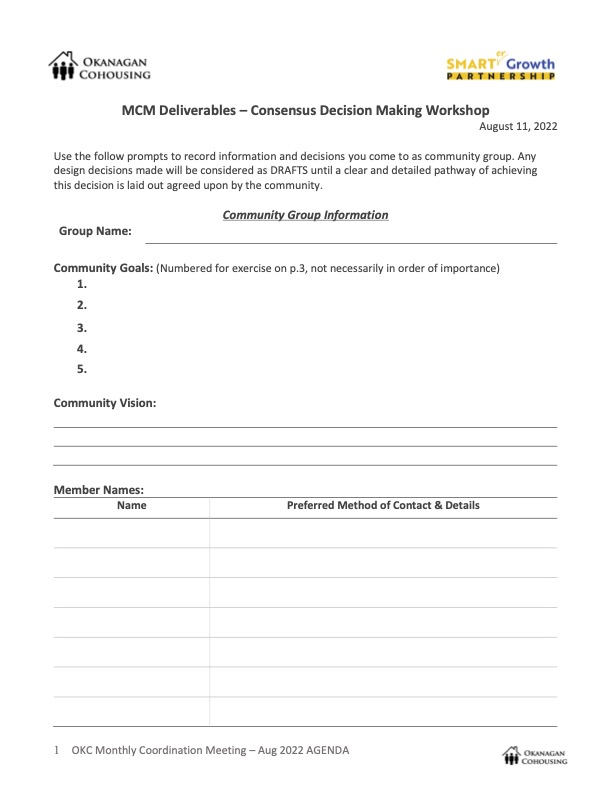 OKANAGAN
COHOUSING
SMARTer Growth
PARTNERSHIP
MCM Deliverables – Consensus Decision Making Workshop
August 11, 2022
Use the follow prompts to record information and decisions you come to as community group. Any
design decisions made will be considered as DRAFTS until a clear and detailed pathway of achieving
this decision is laid out agreed upon by the community.
Community Group Information
Group Name:
Community Goals: (Numbered for exercise on p.3, not necessarily in order of importance)
1.
2.
3.
4.
5.
Community Vision:
Member Names:
Name Preferred Method of Contact & Details
1 OKC Monthly Coordination Meeting – Aug 2022 AGENDA
OKANAGAN
COHOUSING